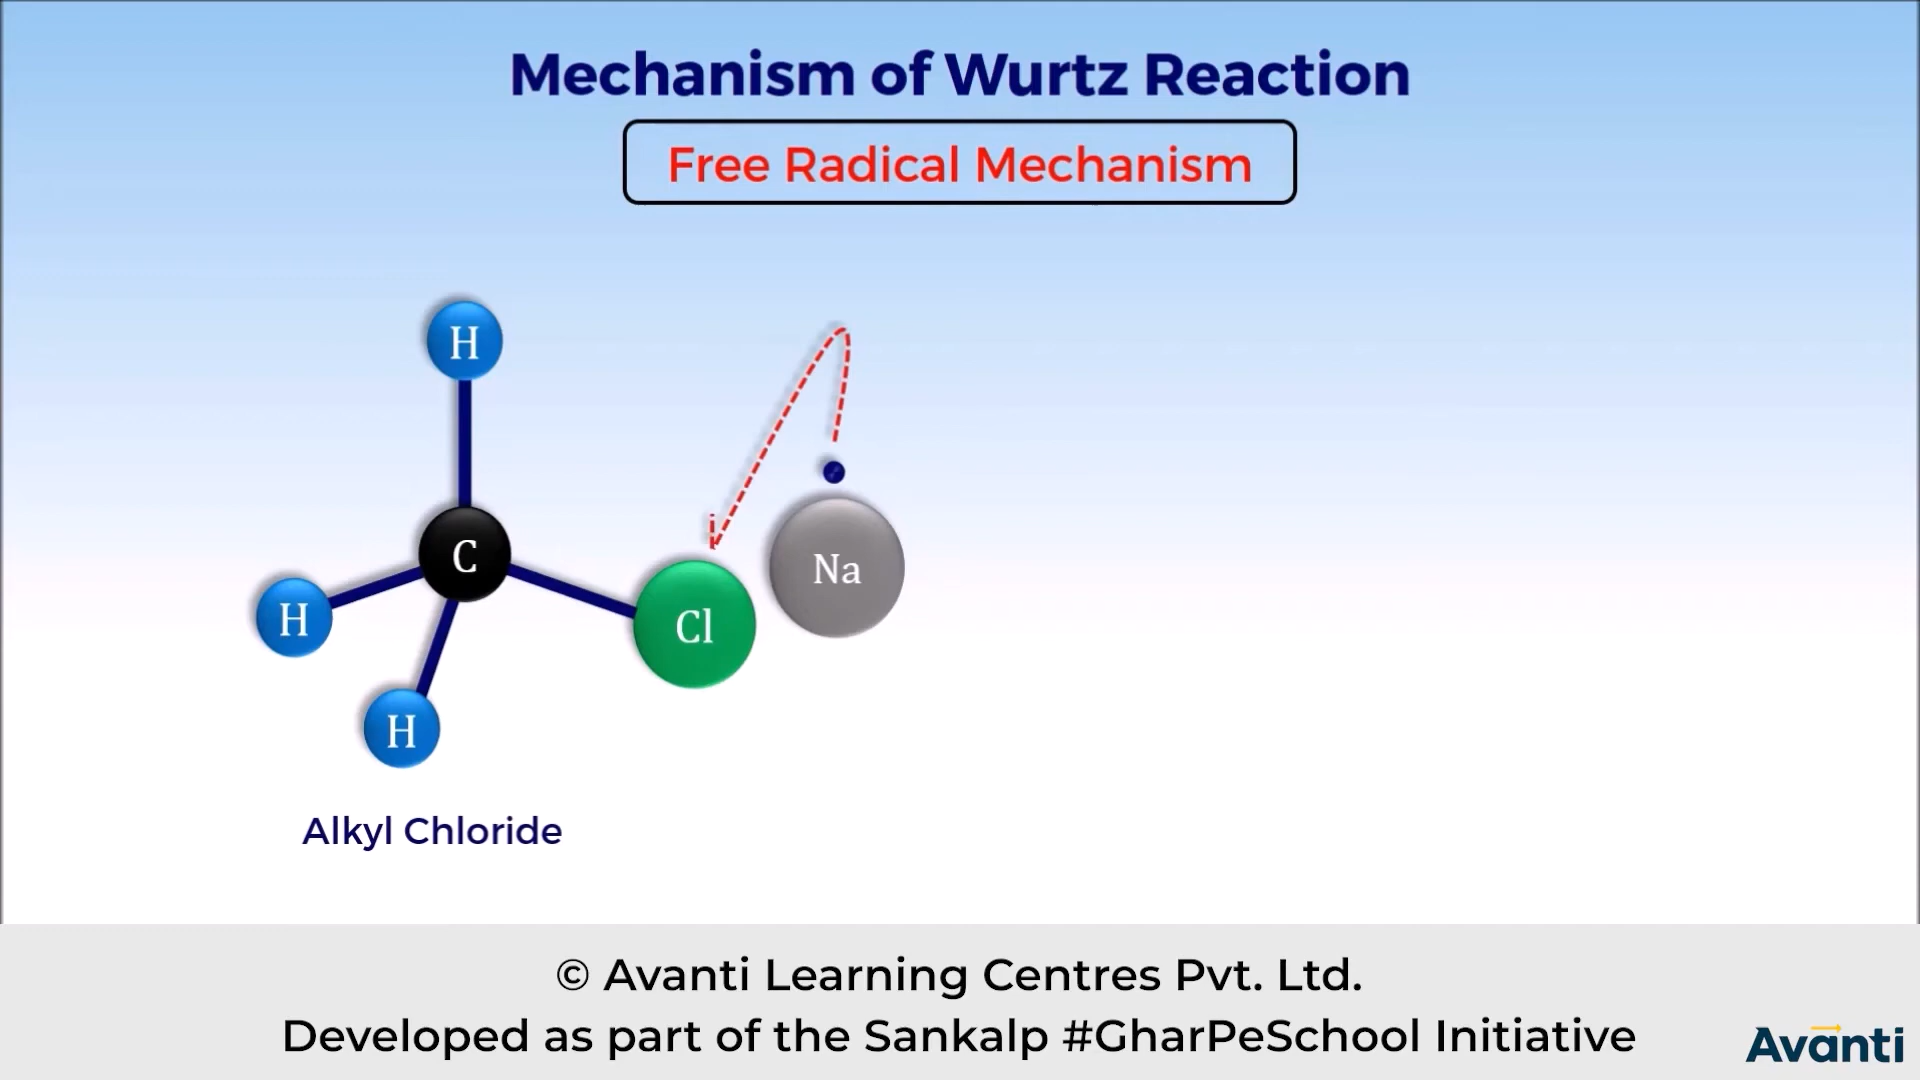 Mechanism of Wurtz Reaction
Free Radical Mechanism
H
C
H
H
Cl
Na
Alkyl Chloride
© Avanti Learning Centres Pvt. Ltd.
Developed as part of the Sankalp #GharPeSchool Initiative
Avanti